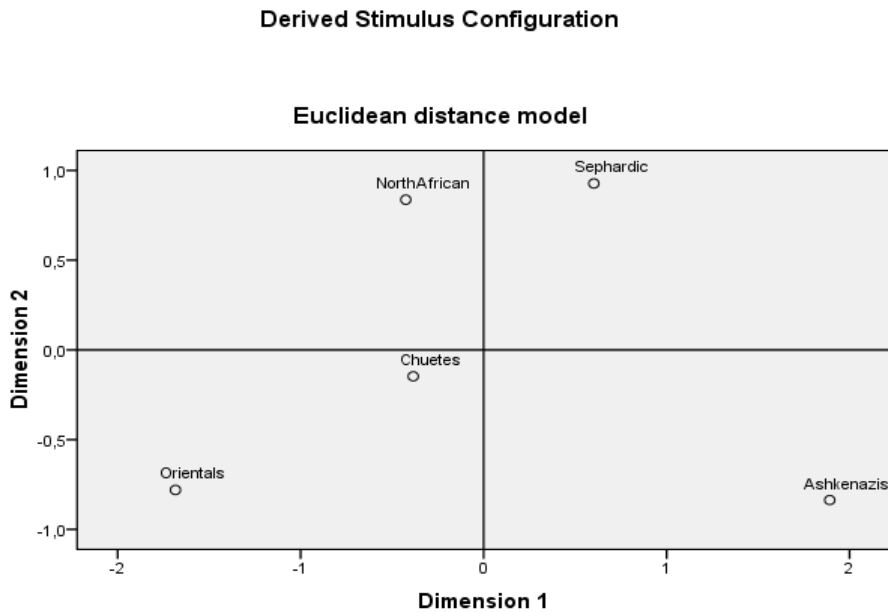 Derived Stimulus Configuration
Euclidean distance model
1,0
Sephardic
NorthAfrican
0,5
0,0
Chuetes
Dimension 2
-0,5
Orientals
Ashkenazis
-1,0
-2 -1 0 1 2
Dimension 1